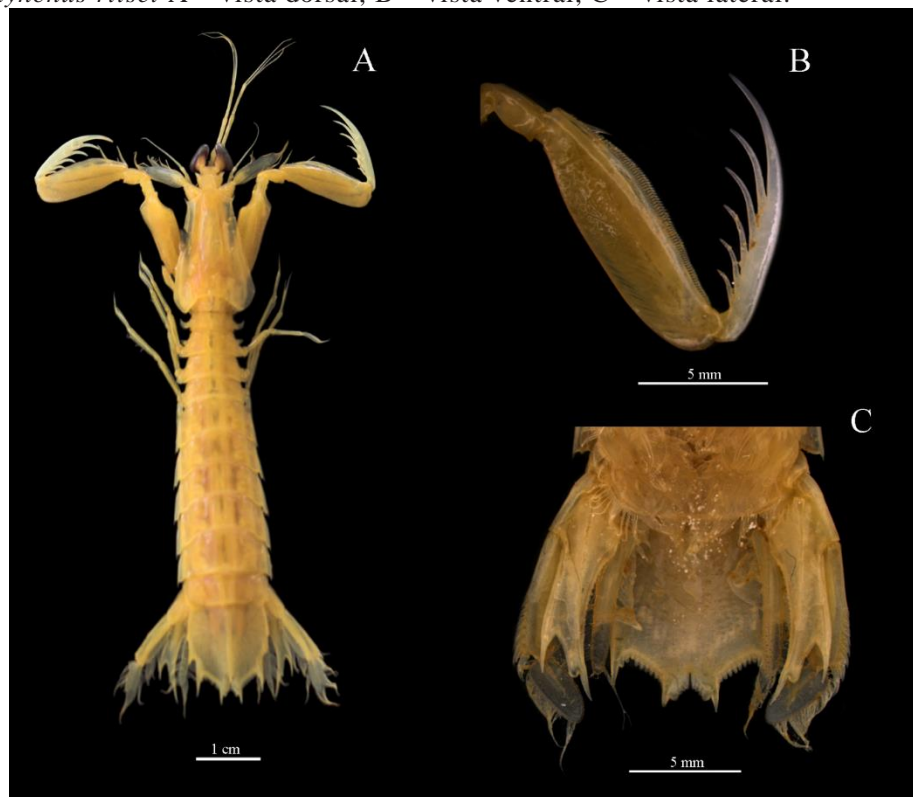 A – vista dorsal; B – vista ventral; C – vista lateral.
A
B
5 mm
C
1 cm
5 mm